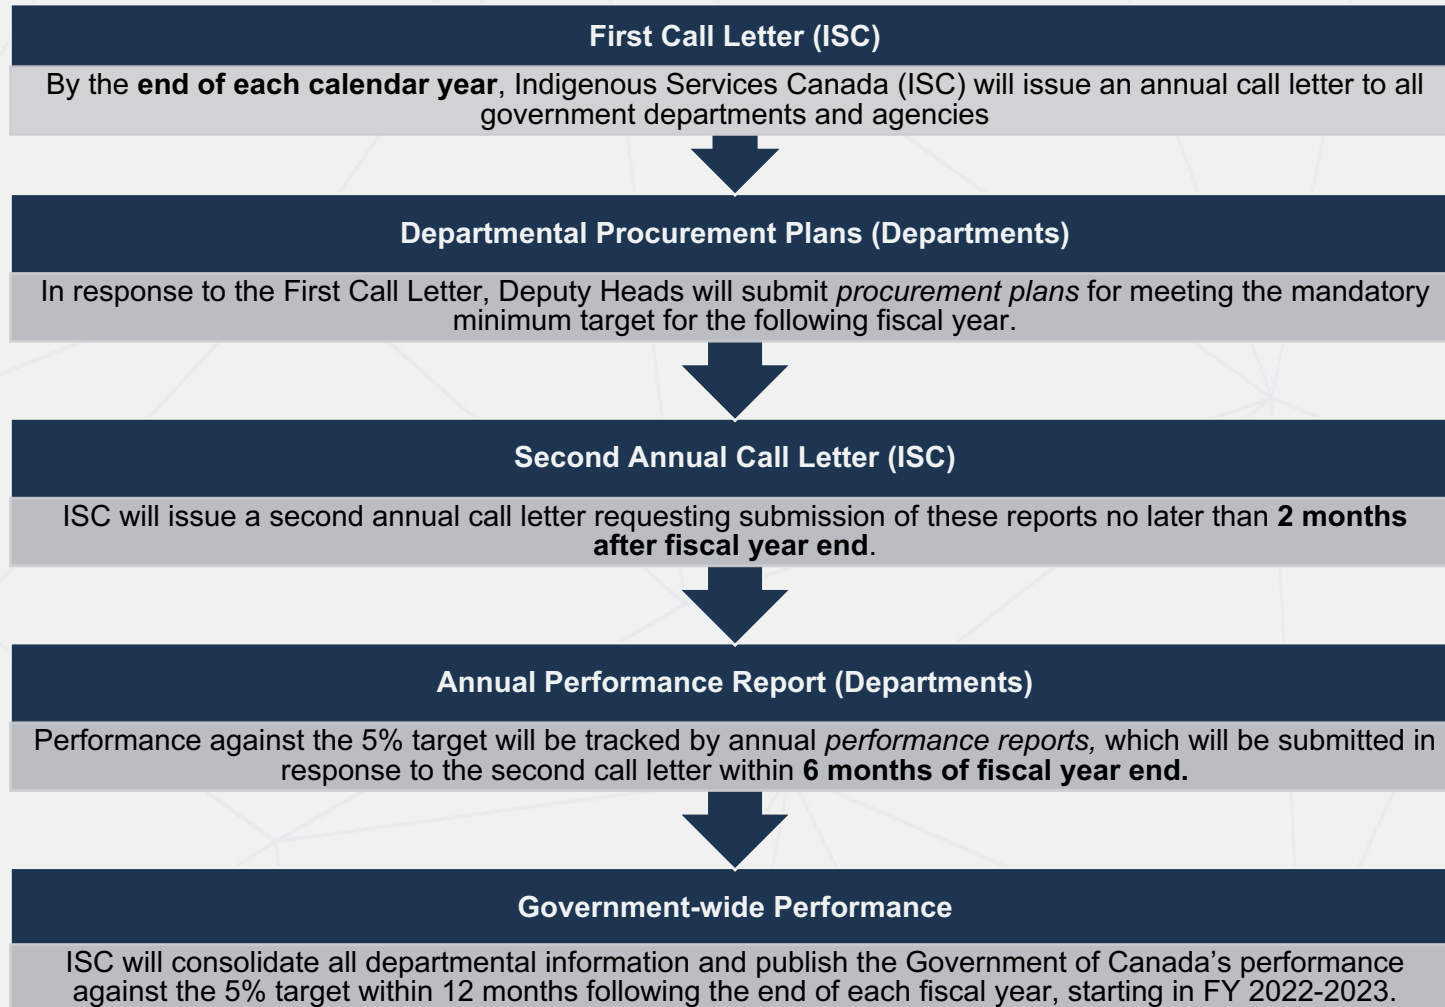 First Call Letter (ISC)
By the end of each calendar year, Indigenous Services Canada (ISC) will issue an annual call letter to all
government departments and agencies
Departmental Procurement Plans (Departments)
In response to the First Call Letter, Deputy Heads will submit procurement plans for meeting the mandatory
minimum target for the following fiscal year.
Second Annual Call Letter (ISC)
ISC will issue a second annual call letter requesting submission of these reports no later than 2 months
after fiscal year end.
Annual Performance Report (Departments)
Performance against the 5% target will be tracked by annual performance reports, which will be submitted in
response to the second call letter within 6 months of fiscal year end.
Government-wide Performance
ISC will consolidate all departmental information and publish the Government of Canada’s performance
against the 5% target within 12 months following the end of each fiscal year, starting in FY 2022-2023.